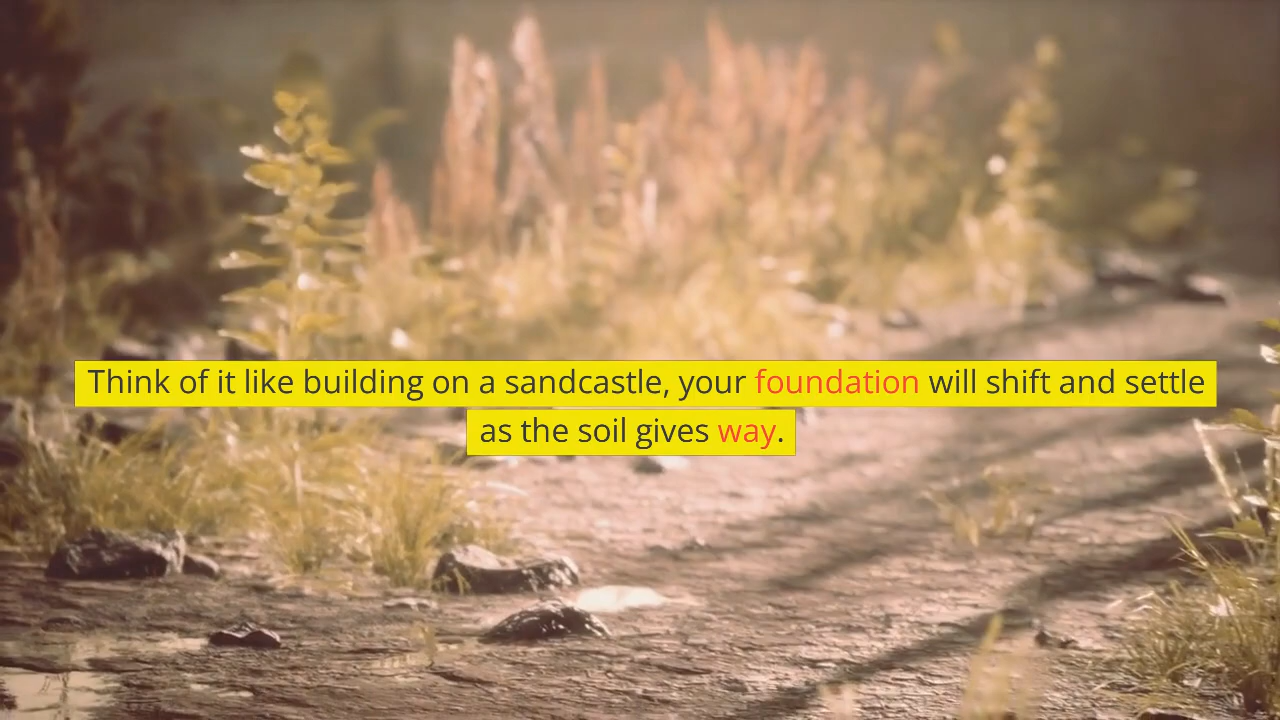 Think of it like building on a sandcastle, your foundation will shift and settle
as the soil gives way.